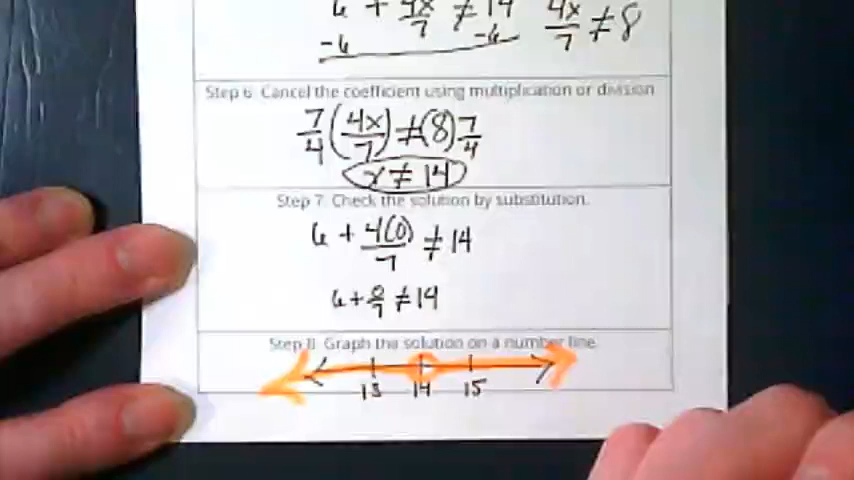 6 + 4x/7 ≠ 14 4x/7 ≠ 8
-6 -6
Step 6: Cancel the coefficient using multiplication or division
7/4 (4x/7) ≠ (8) 7/4
x ≠ 14
Step 7: Check the solution by substitution.
6 + 4(0)/7 ≠ 14
6 + 0/7 ≠ 14
Step 8: Graph the solution on a number line
13 14 15